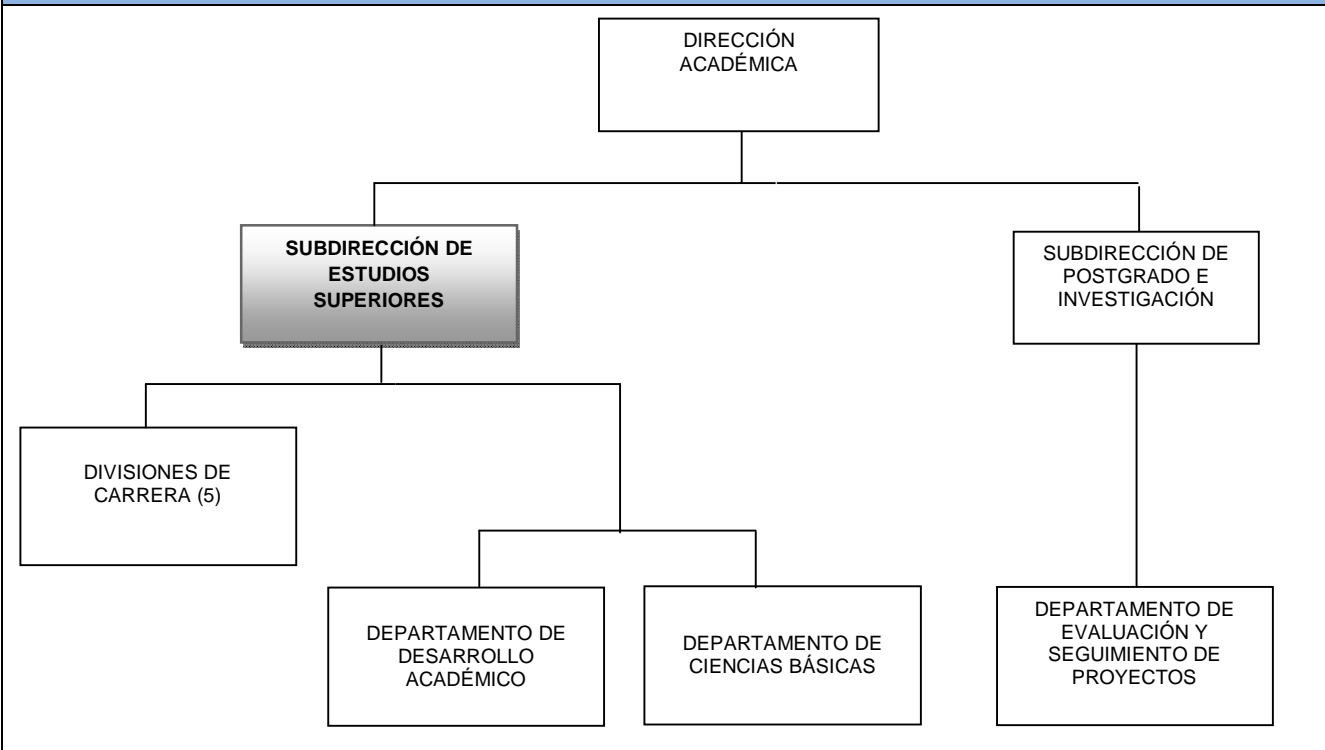 DIRECCIÓN
ACADÉMICA
SUBDIRECCIÓN DE
ESTUDIOS
SUPERIORES
SUBDIRECCIÓN DE
POSTGRADO E
INVESTIGACIÓN
DIVISIONES DE
CARRERA (5)
DEPARTAMENTO DE
DESARROLLO
ACADÉMICO
DEPARTAMENTO DE
CIENCIAS BÁSICAS
DEPARTAMENTO DE
EVALUACIÓN Y
SEGUIMIENTO DE
PROYECTOS